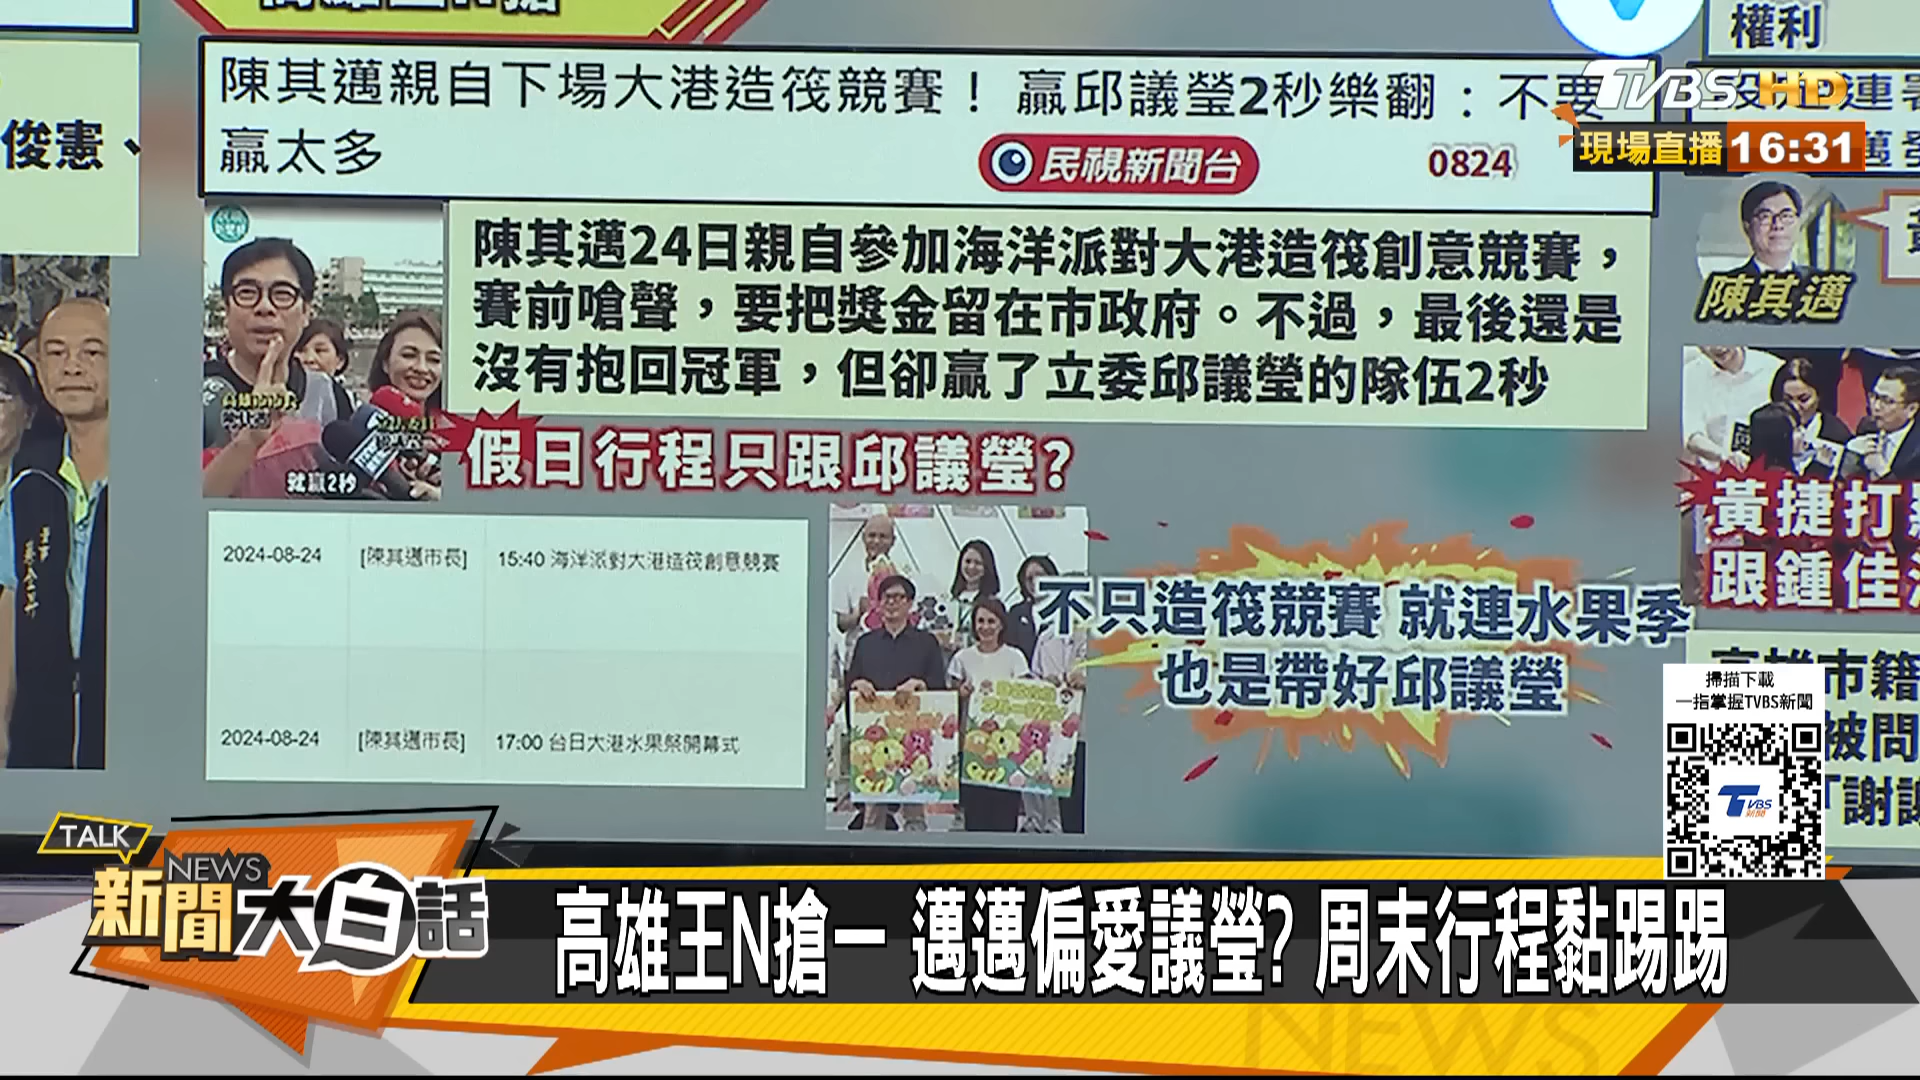 高雄王N搶一
陳其邁親自下場大港造筏競賽！ 贏邱議瑩2秒樂翻：不要
贏太多
民視新聞台
0824
權利
TVBS HD
現場直播 16:31
俊憲、
陳其邁24日親自參加海洋派對大港造筏創意競賽，
賽前嗆聲，要把獎金留在市政府。不過，最後還是
沒有抱回冠軍，但卻贏了立委邱議瑩的隊伍2秒
就贏2秒
假日行程只跟邱議瑩?
陳其邁
2024-08-24 [陳其邁市長] 15:40 海洋派對大港造筏創意競賽
2024-08-24 [陳其邁市長] 17:00 台日大港水果祭開幕式
不只造筏競賽 就連水果季
也是帶好邱議瑩
黃捷打
跟鍾佳
市籍
被問
「謝
掃描下載
一指掌握TVBS新聞
TVBS
新聞
TALK
NEWS
新聞大白話
高雄王N搶一 邁邁偏愛議瑩? 周末行程黏踢踢
NEWS